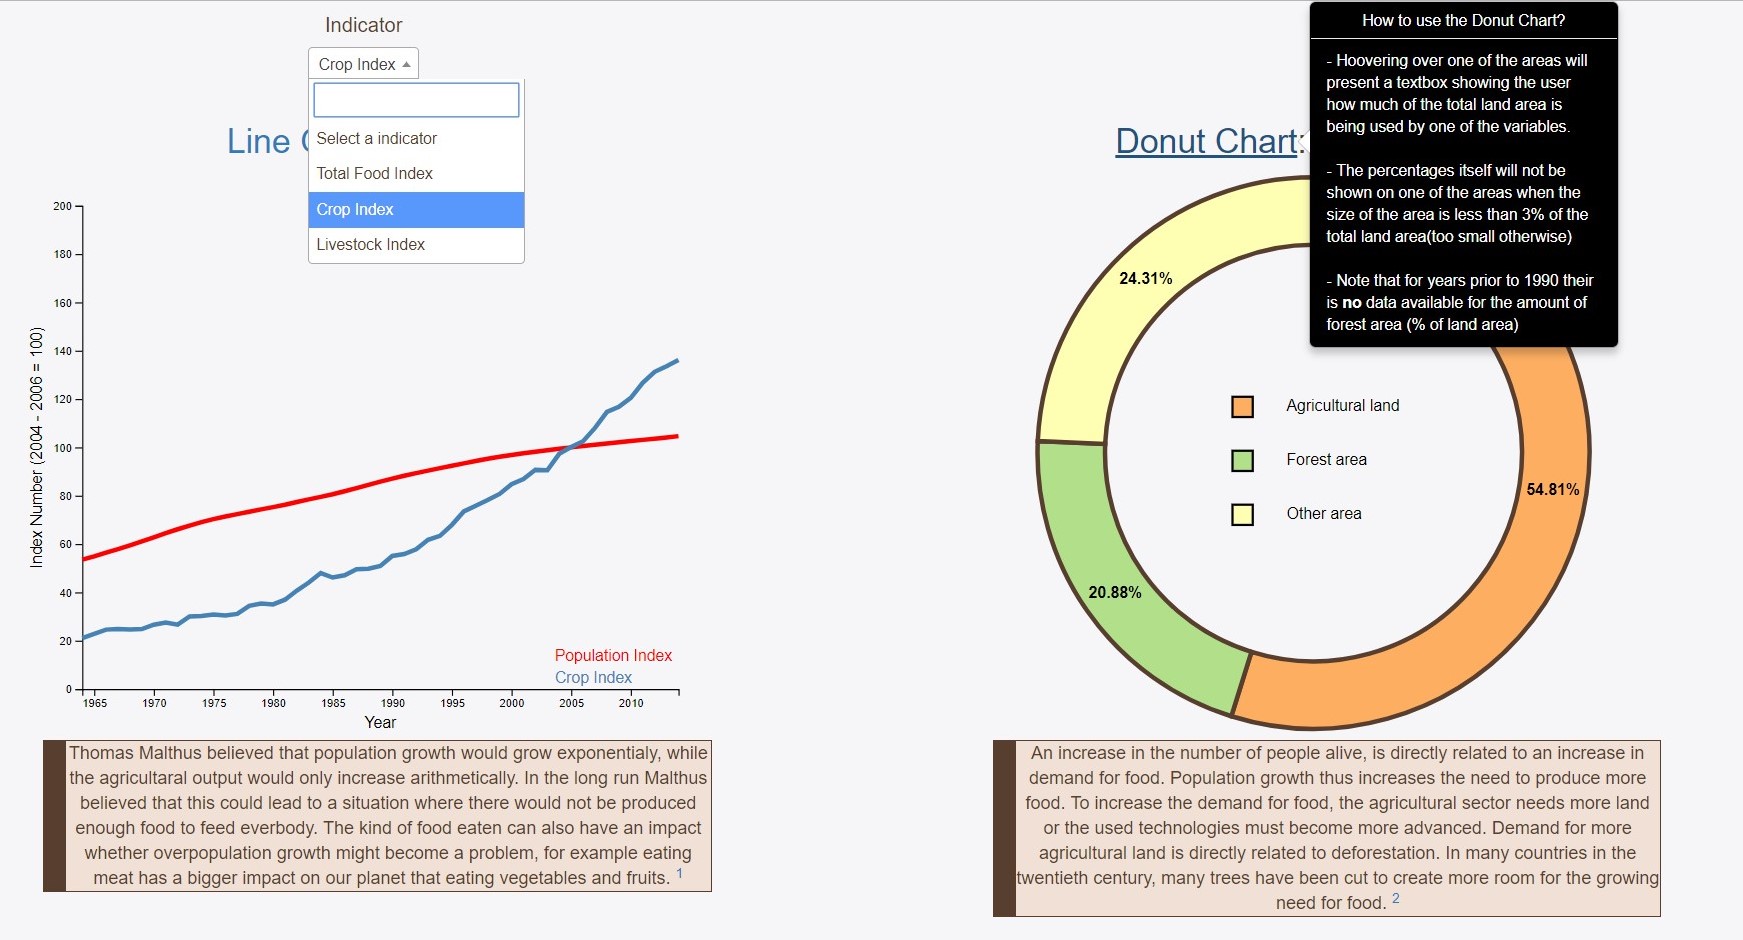 Indicator
Crop Index
Select a indicator
Total Food Index
Crop Index
Livestock Index
Line
200
180
160
140
120
100
80
60
40
20
0
Index Number (2004 - 2006 = 100)
1965 1970 1975 1980 1985 1990 1995 2000 2005 2010
Year
Population Index
Crop Index
Thomas Malthus believed that population growth would grow exponentialy, while
the agricultaral output would only increase arithmetically. In the long run Malthus
believed that this could lead to a situation where there would not be produced
enough food to feed everbody. The kind of food eaten can also have an impact
whether overpopulation growth might become a problem, for example eating
meat has a bigger impact on our planet that eating vegetables and fruits. 1
Donut Chart:
How to use the Donut Chart?
- Hoovering over one of the areas will
present a textbox showing the user
how much of the total land area is
being used by one of the variables.
- The percentages itself will not be
shown on one of the areas when the
size of the area is less than 3% of the
total land area(too small otherwise)
- Note that for years prior to 1990 their
is no data available for the amount of
forest area (% of land area)
24.31%
54.81%
20.88%
Agricultural land
Forest area
Other area
An increase in the number of people alive, is directly related to an increase in
demand for food. Population growth thus increases the need to produce more
food. To increase the demand for food, the agricultural sector needs more land
or the used technologies must become more advanced. Demand for more
agricultural land is directly related to deforestation. In many countries in the
twentieth century, many trees have been cut to create more room for the growing
need for food. 2